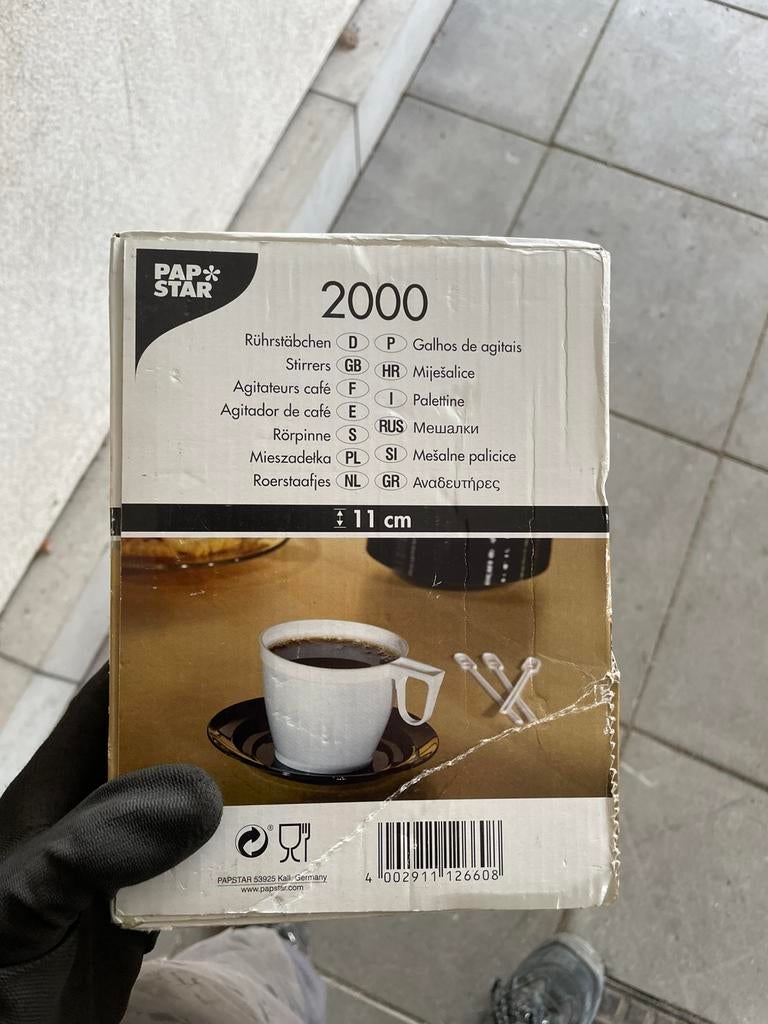 PAP*
STAR
2000
Rührstäbchen D
Stirrers GB
Agitateurs café F
Agitador de café E
Rörpinne S
Mieszadełka PL
Roerstaafjes NL
P Galhos de agitais
HR Miješalice
I Palettine
RUS Мешалки
SI Mešalne palicice
GR Αναδευτήρες
11 cm
PAPSTAR 53925 Kall, Germany
www.papstar.com
4 002911 126608